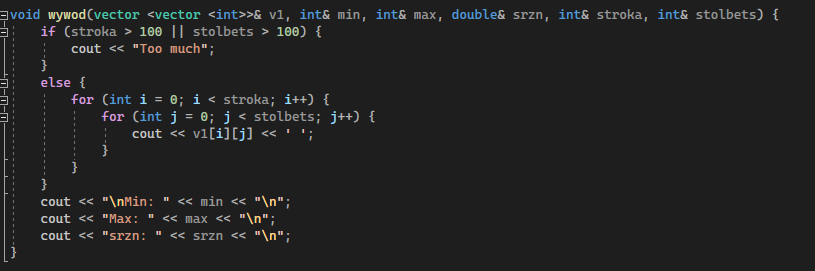 void wywod(vector <vector <int>>& v1, int& min, int& max, double& srzn, int& stroka, int& stolbets) {
    if (stroka > 100 || stolbets > 100) {
        cout << "Too much";
    }
    else {
        for (int i = 0; i < stroka; i++) {
            for (int j = 0; j < stolbets; j++) {
                cout << v1[i][j] << ' ';
            }
        }
    }
    cout << "\nMin: " << min << "\n";
    cout << "Max: " << max << "\n";
    cout << "srzn: " << srzn << "\n";
}